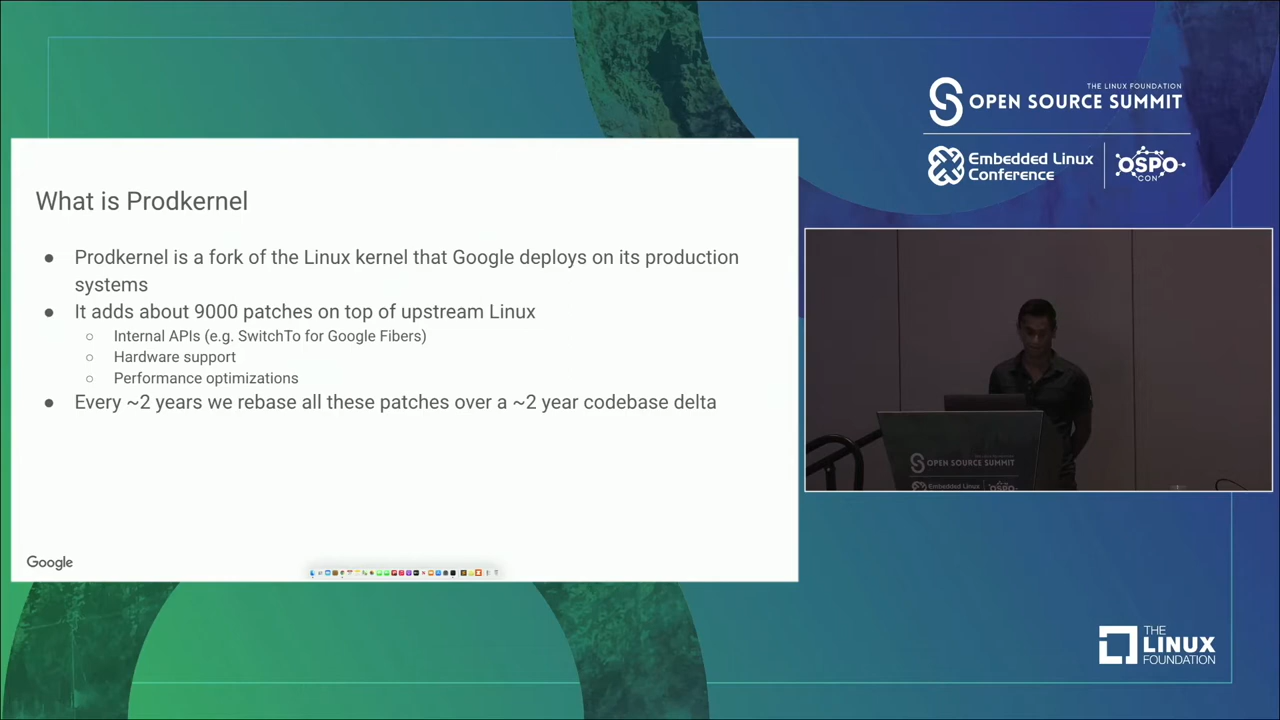 THE LINUX FOUNDATION
OPEN SOURCE SUMMIT
Embedded Linux
Conference
OSPO
CON
What is Prodkernel
● Prodkernel is a fork of the Linux kernel that Google deploys on its production
systems
● It adds about 9000 patches on top of upstream Linux
○ Internal APIs (e.g. SwitchTo for Google Fibers)
○ Hardware support
○ Performance optimizations
● Every ~2 years we rebase all these patches over a ~2 year codebase delta
Google
OPEN SOURCE SUMMIT
Embedded Linux
OSPO
THE
LINUX
FOUNDATION